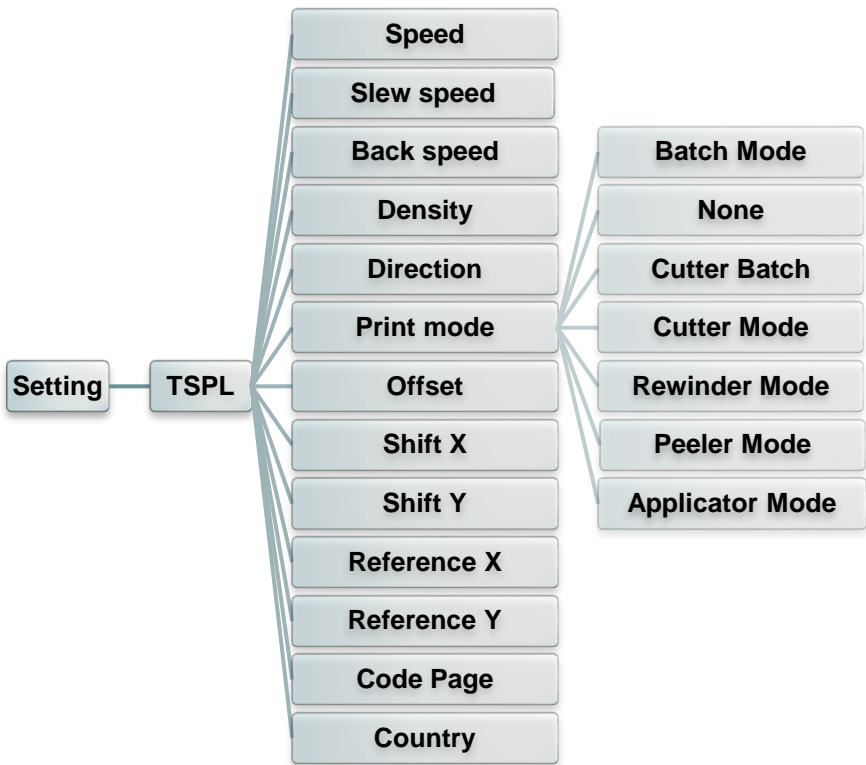 Setting
TSPL
Speed
Slew speed
Back speed
Density
Direction
Print mode
Offset
Shift X
Shift Y
Reference X
Reference Y
Code Page
Country
Batch Mode
None
Cutter Batch
Cutter Mode
Rewinder Mode
Peeler Mode
Applicator Mode